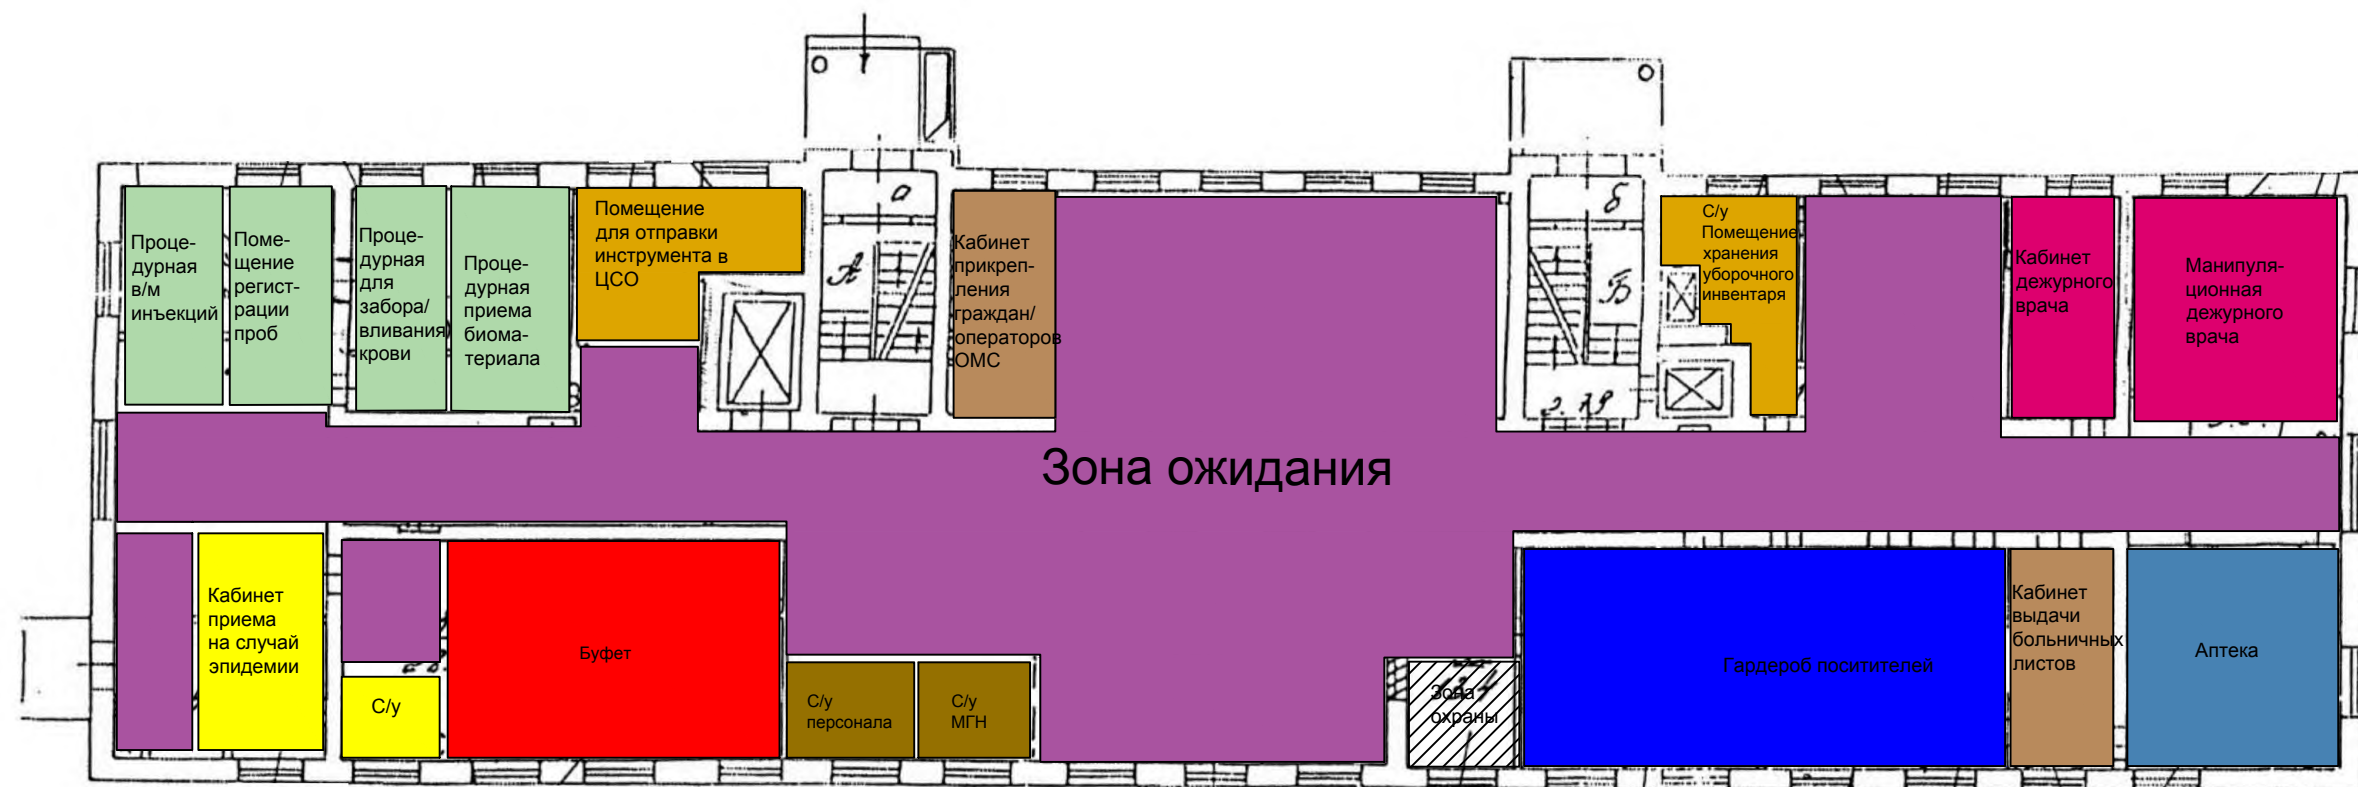 Проце-
дурная
в/м
инъекций
Поме-
щение
регист-
рации
проб
Проце-
дурная
для
забора/
вливания
крови
Проце-
дурная
приема
биома-
териала
Помещение
для отправки
инструмента в
ЦСО
а
А
Кабинет
прикреп-
ления
граждан/
операторов
ОМС
б
Б
С/у
Помещение
хранения
уборочного
инвентаря
Кабинет
дежурного
врача
Манипуля-
ционная
дежурного
врача
Зона ожидания
Кабинет
приема
на случай
эпидемии
С/у
Буфет
С/у
персонала
С/у
МГН
Зона
охраны
Гардероб поситителей
Кабинет
выдачи
больничных
листов
Аптека